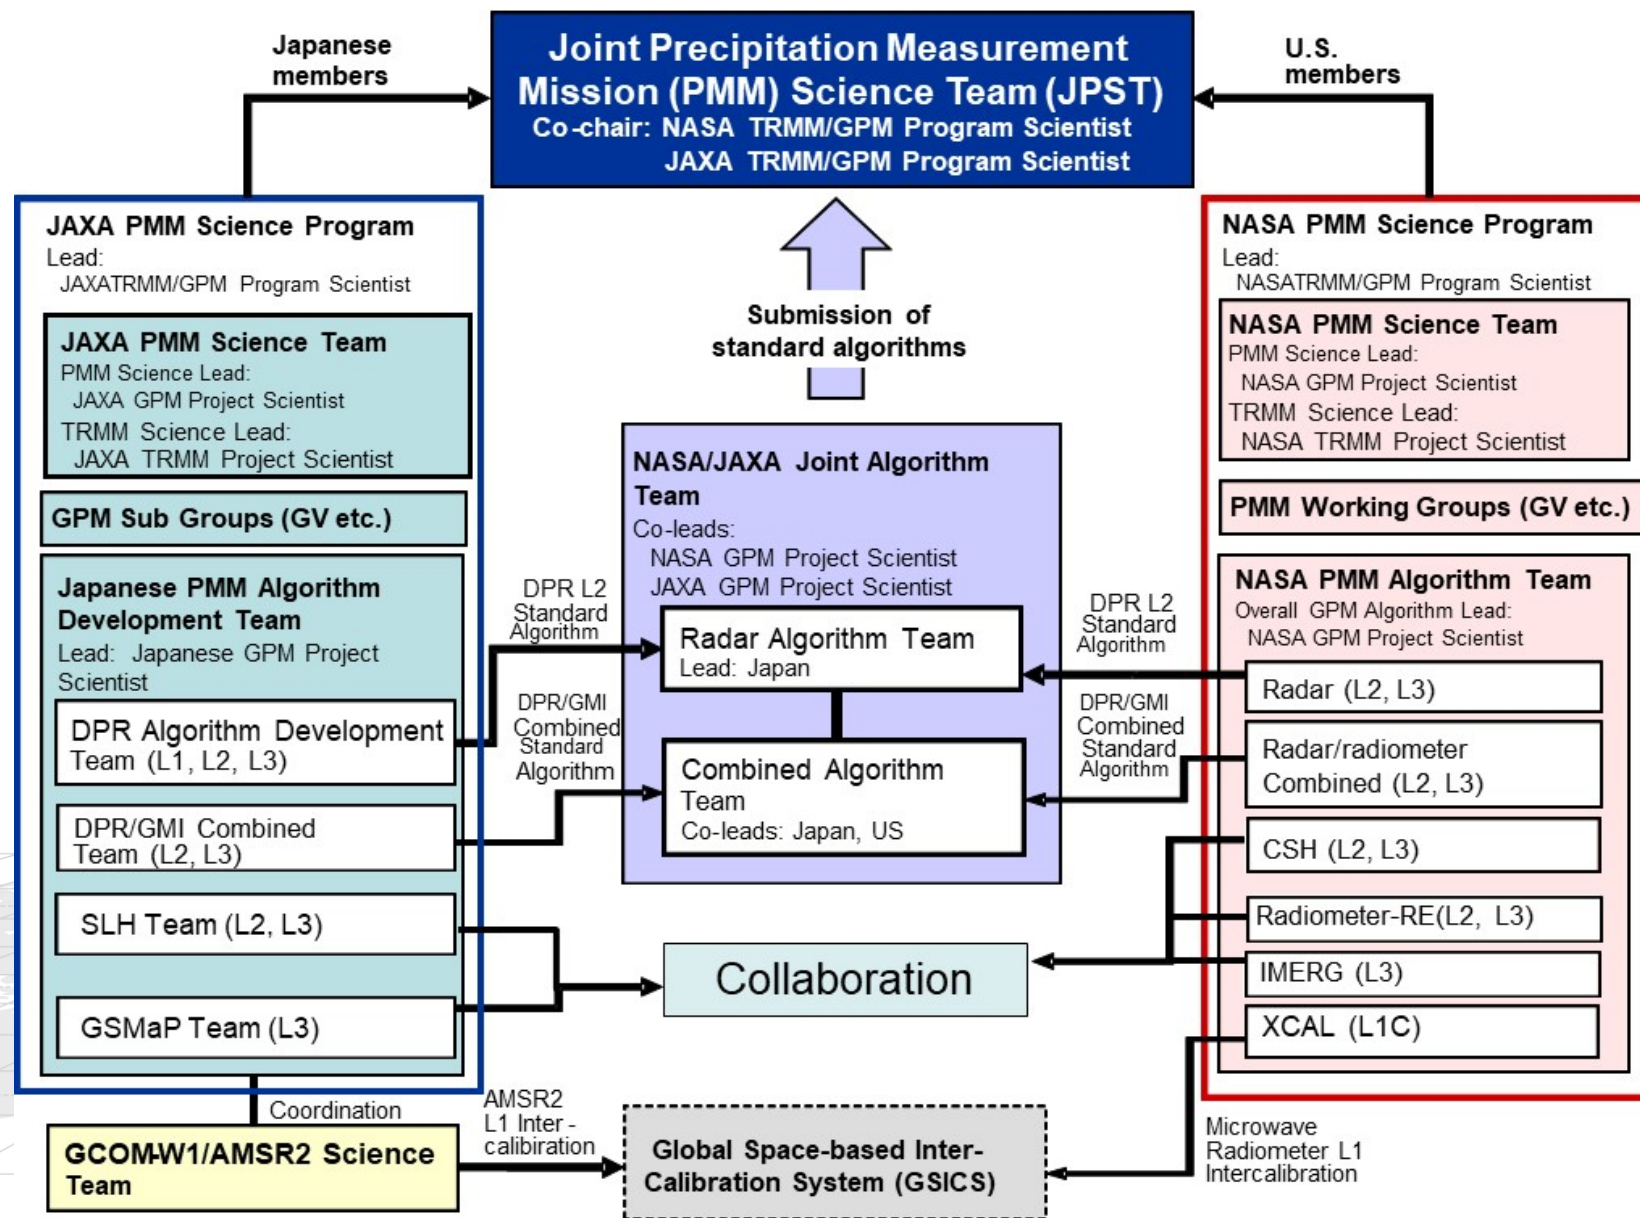 Japanese
members
Joint Precipitation Measurement
Mission (PMM) Science Team (JPST)
Co-chair: NASA TRMM/GPM Program Scientist
JAXA TRMM/GPM Program Scientist
U.S.
members
JAXA PMM Science Program
Lead:
JAXATRMM/GPM Program Scientist
JAXA PMM Science Team
PMM Science Lead:
JAXA GPM Project Scientist
TRMM Science Lead:
JAXA TRMM Project Scientist
GPM Sub Groups (GV etc.)
Japanese PMM Algorithm
Development Team
Lead: Japanese GPM Project
Scientist
DPR Algorithm Development
Team (L1, L2, L3)
DPR/GMI Combined
Team (L2, L3)
SLH Team (L2, L3)
GSMaP Team (L3)
Coordination
GCOM-W1/AMSR2 Science
Team
DPR L2
Standard
Algorithm
DPR/GMI
Combined
Standard
Algorithm
AMSR2
L1 Inter-
calibiration
Submission of
standard algorithms
NASA/JAXA Joint Algorithm
Team
Co-leads:
NASA GPM Project Scientist
JAXA GPM Project Scientist
Radar Algorithm Team
Lead: Japan
Combined Algorithm
Team
Co-leads: Japan, US
Collaboration
Global Space-based Inter-
Calibration System (GSICS)
DPR L2
Standard
Algorithm
DPR/GMI
Combined
Standard
Algorithm
Microwave
Radiometer L1
Intercalibration
NASA PMM Science Program
Lead:
NASATRMM/GPM Program Scientist
NASA PMM Science Team
PMM Science Lead:
NASA GPM Project Scientist
TRMM Science Lead:
NASA TRMM Project Scientist
PMM Working Groups (GV etc.)
NASA PMM Algorithm Team
Overall GPM Algorithm Lead:
NASA GPM Project Scientist
Radar (L2, L3)
Radar/radiometer
Combined (L2, L3)
CSH (L2, L3)
Radiometer-RE(L2, L3)
IMERG (L3)
XCAL (L1C)